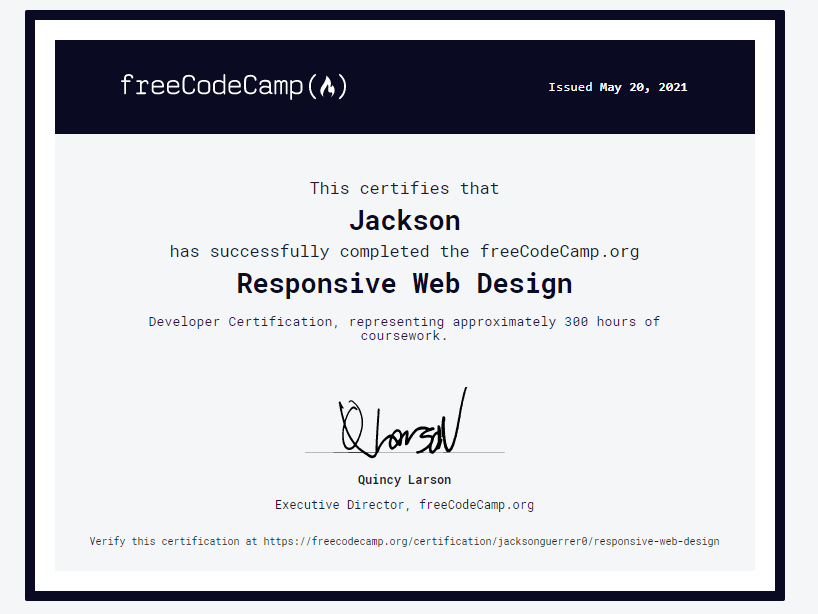 freeCodeCamp
Issued May 20, 2021
This certifies that
Jackson
has successfully completed the freeCodeCamp.org
Responsive Web Design
Developer Certification, representing approximately 300 hours of
coursework.
Q Larson
Quincy Larson
Executive Director, freeCodeCamp.org
Verify this certification at https://freecodecamp.org/certification/jacksonguerrer0/responsive-web-design